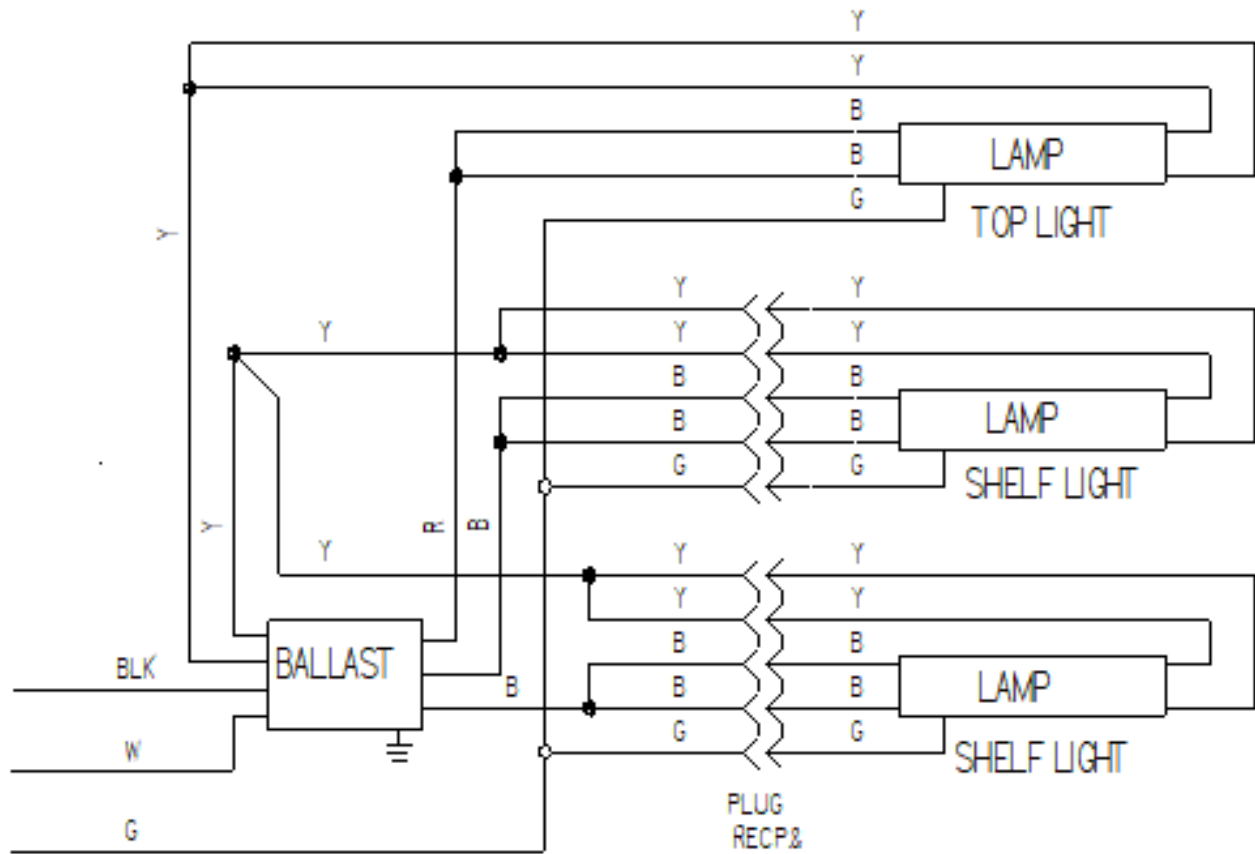 Y
Y
B
B
G
LAMP
TOP LIGHT
Y
Y Y
Y Y Y
B B
B B
G G
LAMP
SHELF LIGHT
Y
R
B
Y Y Y
Y Y
B B
B B B
G G
LAMP
SHELF LIGHT
BALLAST
BLK
W
G
PLUG
RECP.&